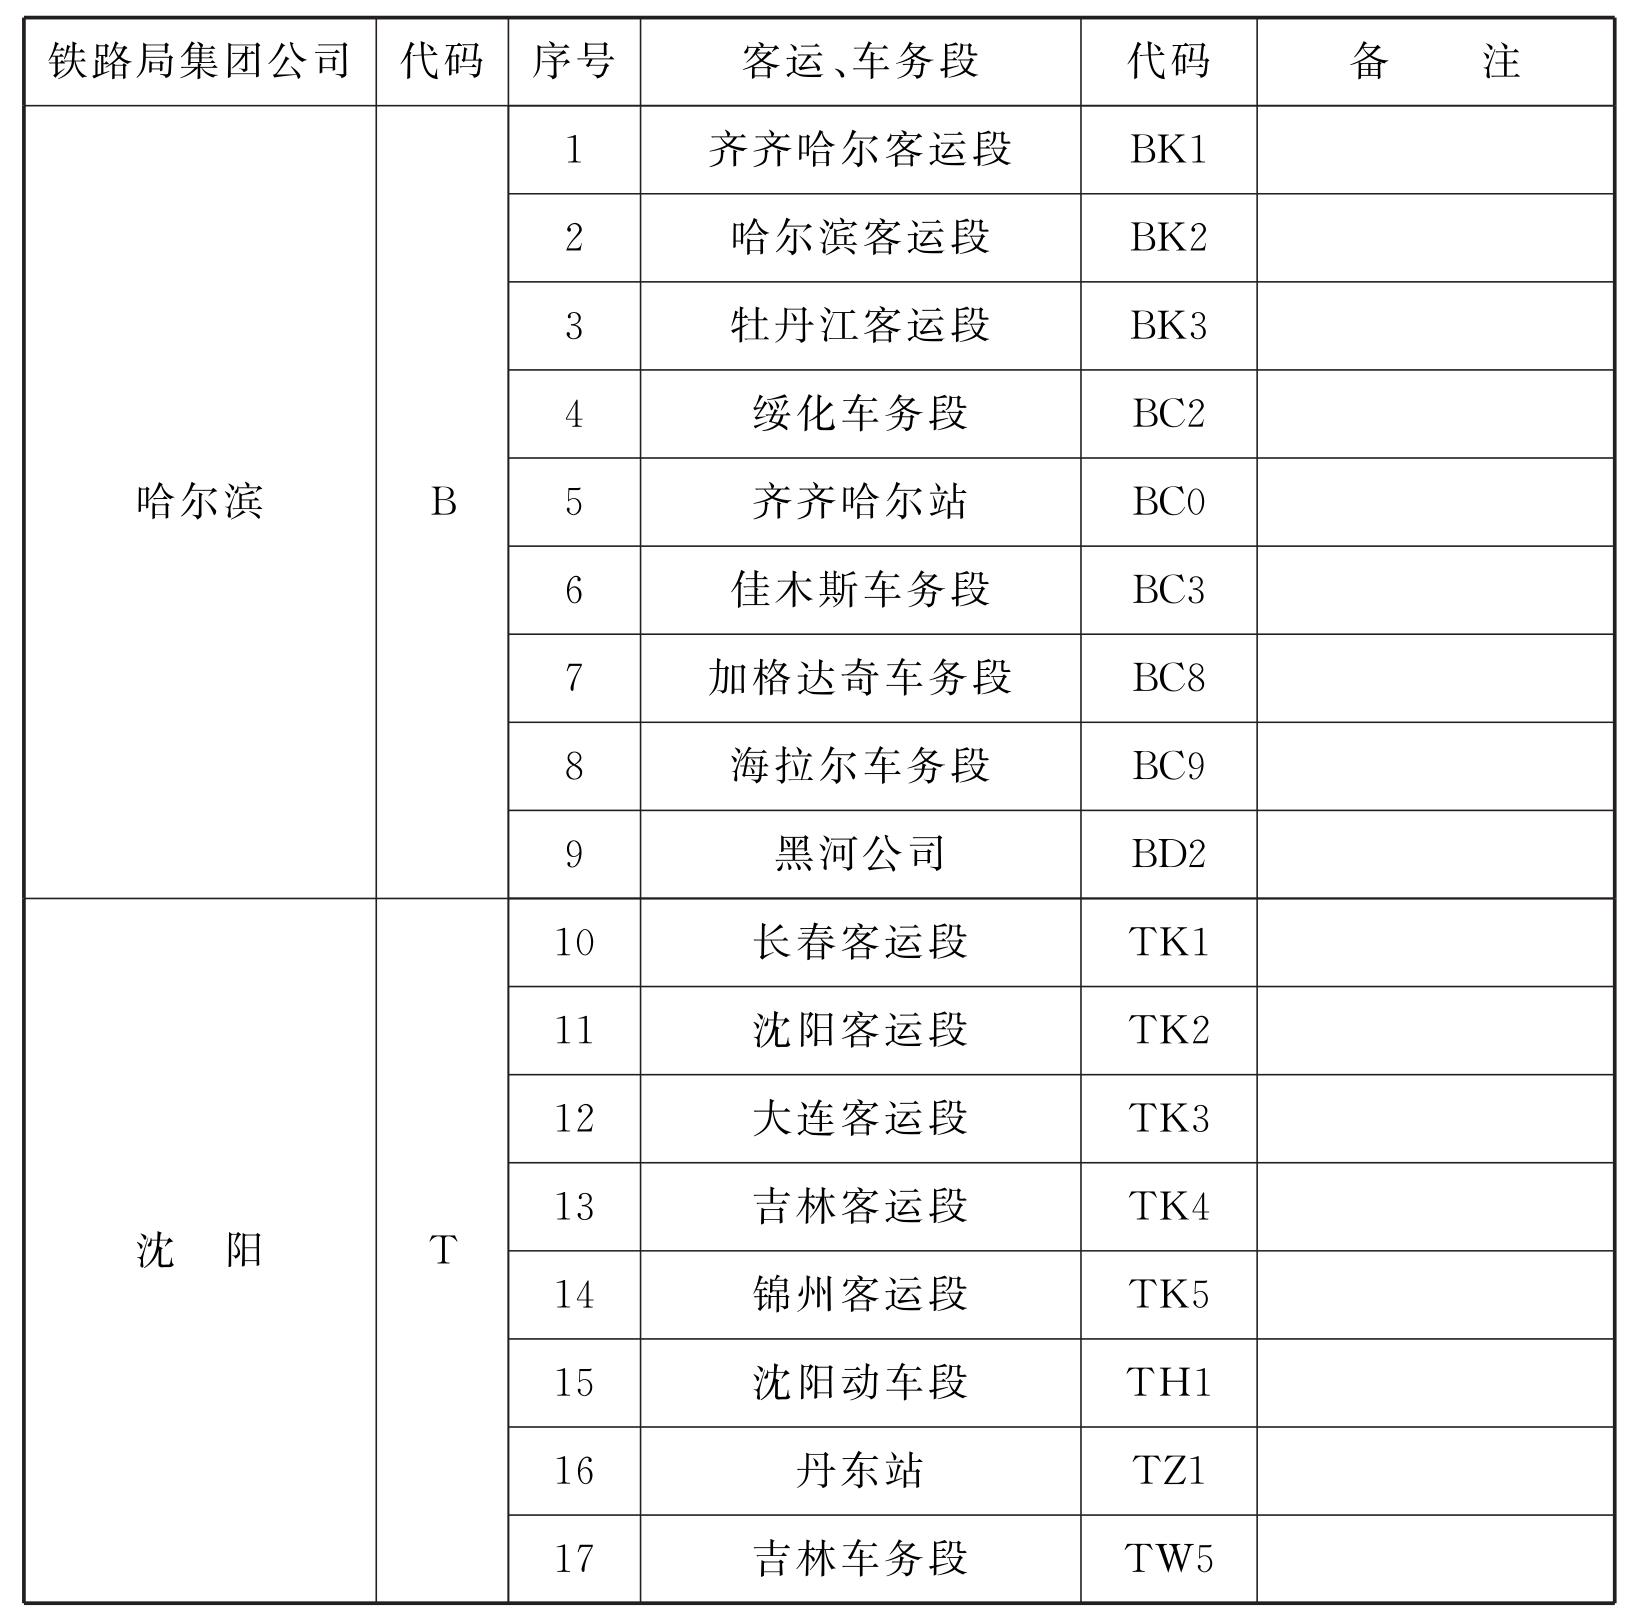 铁路局集团公司 代码 序号 客运、车务段 代码 备 注
哈尔滨 B
1 齐齐哈尔客运段 BK1
2 哈尔滨客运段 BK2
3 牡丹江客运段 BK3
4 绥化车务段 BC2
5 齐齐哈尔站 BC0
6 佳木斯车务段 BC3
7 加格达奇车务段 BC8
8 海拉尔车务段 BC9
9 黑河公司 BD2
沈 阳 T
10 长春客运段 TK1
11 沈阳客运段 TK2
12 大连客运段 TK3
13 吉林客运段 TK4
14 锦州客运段 TK5
15 沈阳动车段 TH1
16 丹东站 TZ1
17 吉林车务段 TW5